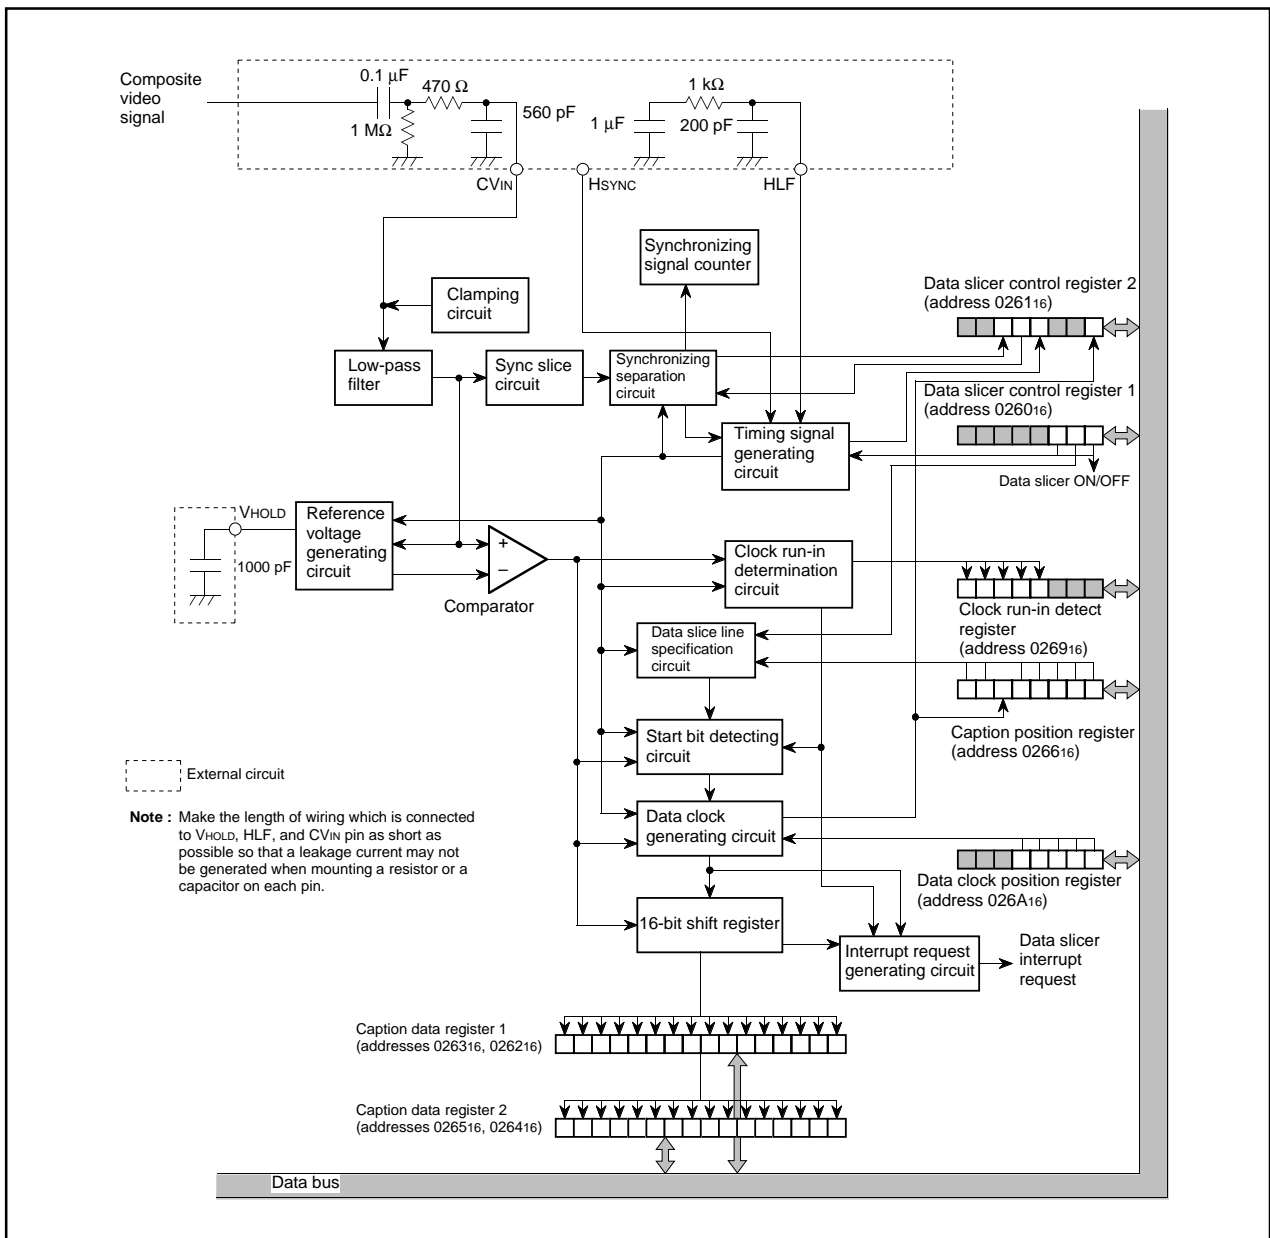 Composite
video
signal
0.1 µF
470 Ω
1 MΩ
560 pF
1 kΩ
1 µF
200 pF
CVIN
HSYNC
HLF
Synchronizing
signal counter
Clamping
circuit
Low-pass
filter
Sync slice
circuit
Synchronizing
separation
circuit
Timing signal
generating
circuit
Data slicer control register 2
(address 026116)
Data slicer control register 1
(address 026016)
Data slicer ON/OFF
VHOLD
1000 pF
Reference
voltage
generating
circuit
+
–
Comparator
Clock run-in
determination
circuit
Clock run-in detect
register
(address 026916)
Data slice line
specification
circuit
Caption position register
(address 026616)
Start bit detecting
circuit
Data clock
generating circuit
Data clock position register
(address 026A16)
16-bit shift register
Interrupt request
generating circuit
Data slicer
interrupt
request
External circuit
Note : Make the length of wiring which is connected
to VHOLD, HLF, and CVIN pin as short as
possible so that a leakage current may not
be generated when mounting a resistor or a
capacitor on each pin.
Caption data register 1
(addresses 026316, 026216)
Caption data register 2
(addresses 026516, 026416)
Data bus